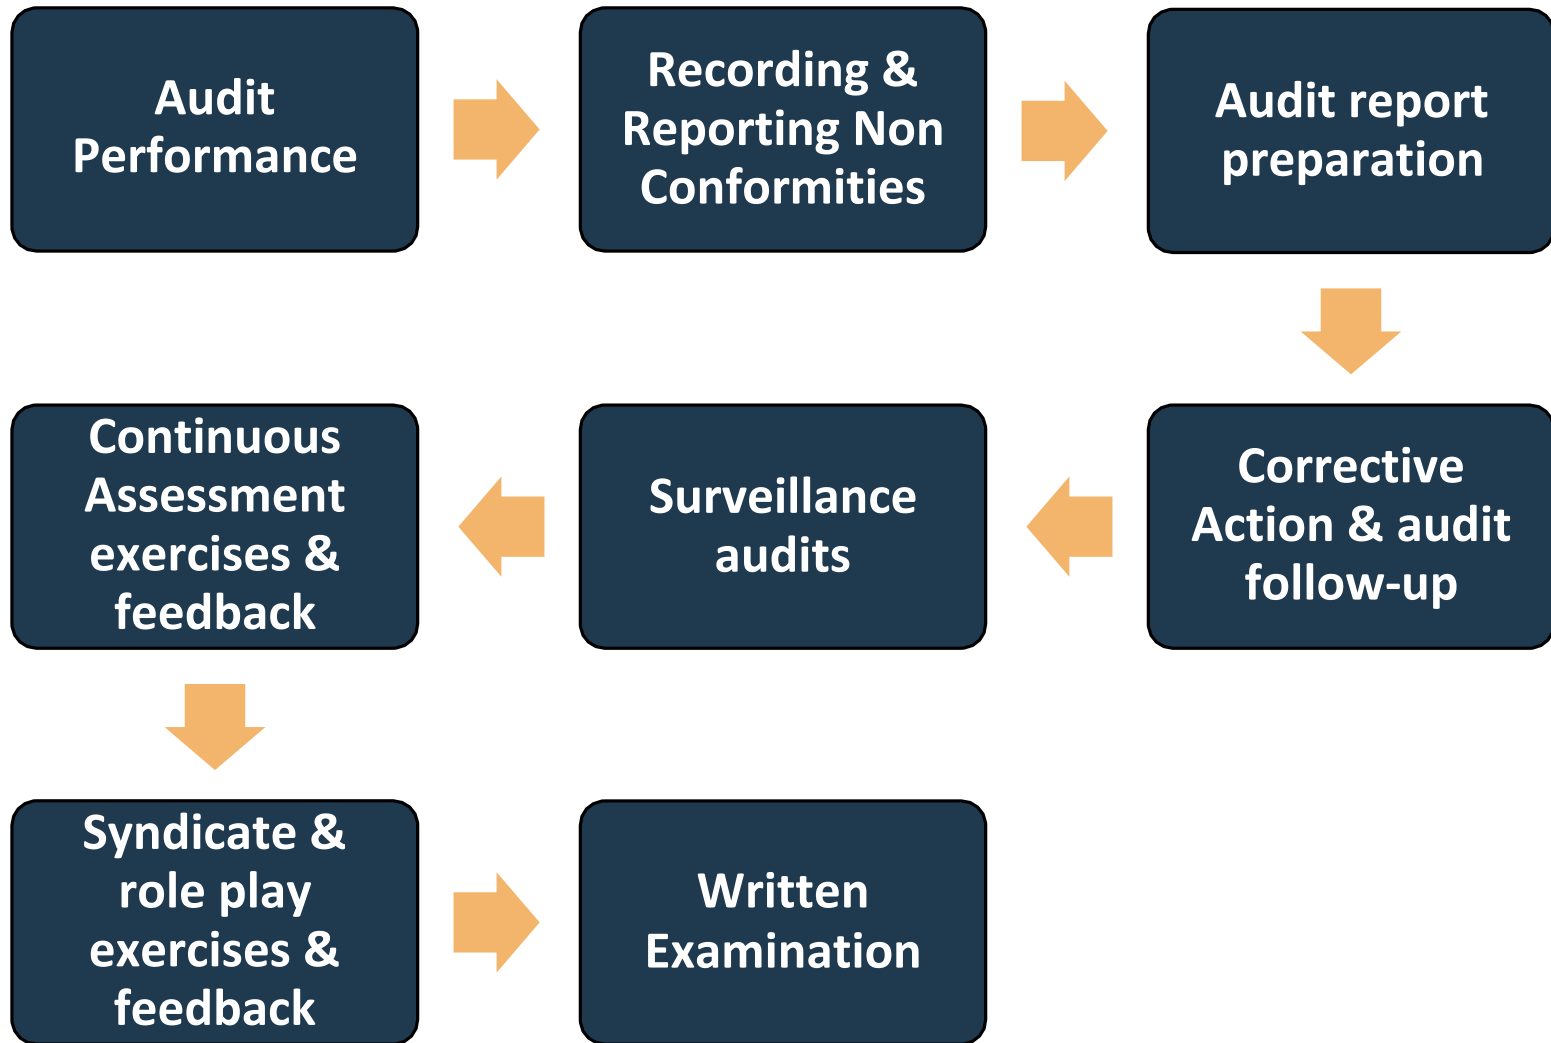 Audit
Performance
Recording &
Reporting Non
Conformities
Audit report
preparation
Corrective
Action & audit
follow-up
Surveillance
audits
Continuous
Assessment
exercises &
feedback
Syndicate &
role play
exercises &
feedback
Written
Examination